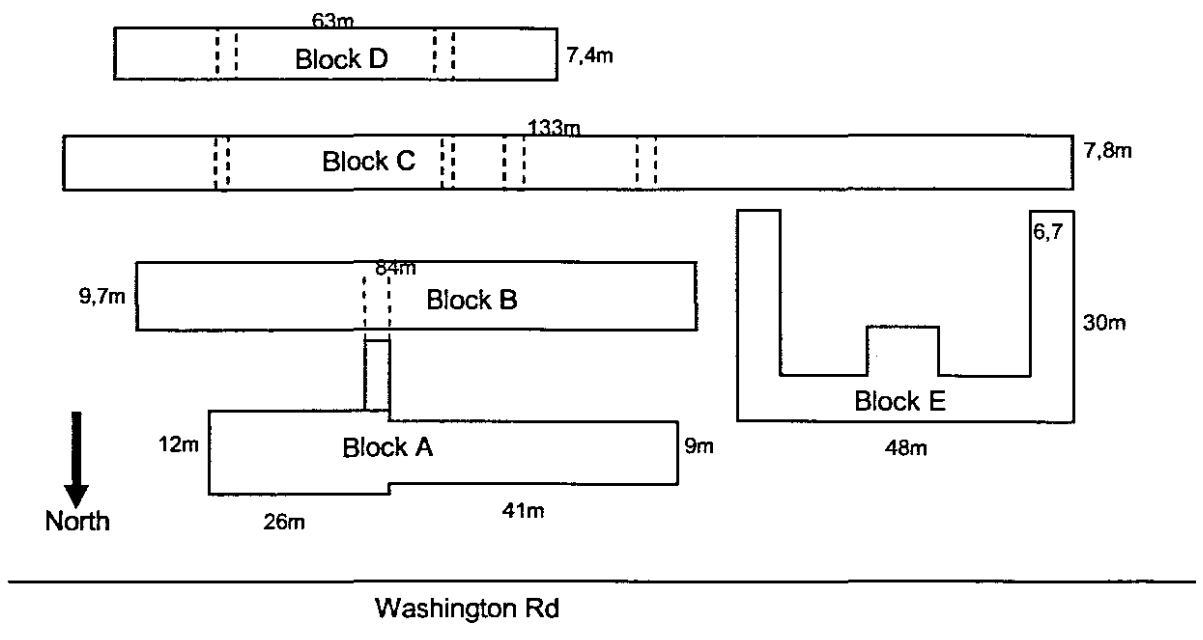 63m
Block D
7,4m
133m
Block C
7,8m
84m
9,7m
Block B
6,7
30m
Block E
48m
12m
Block A
9m
26m
41m
North
Washington Rd